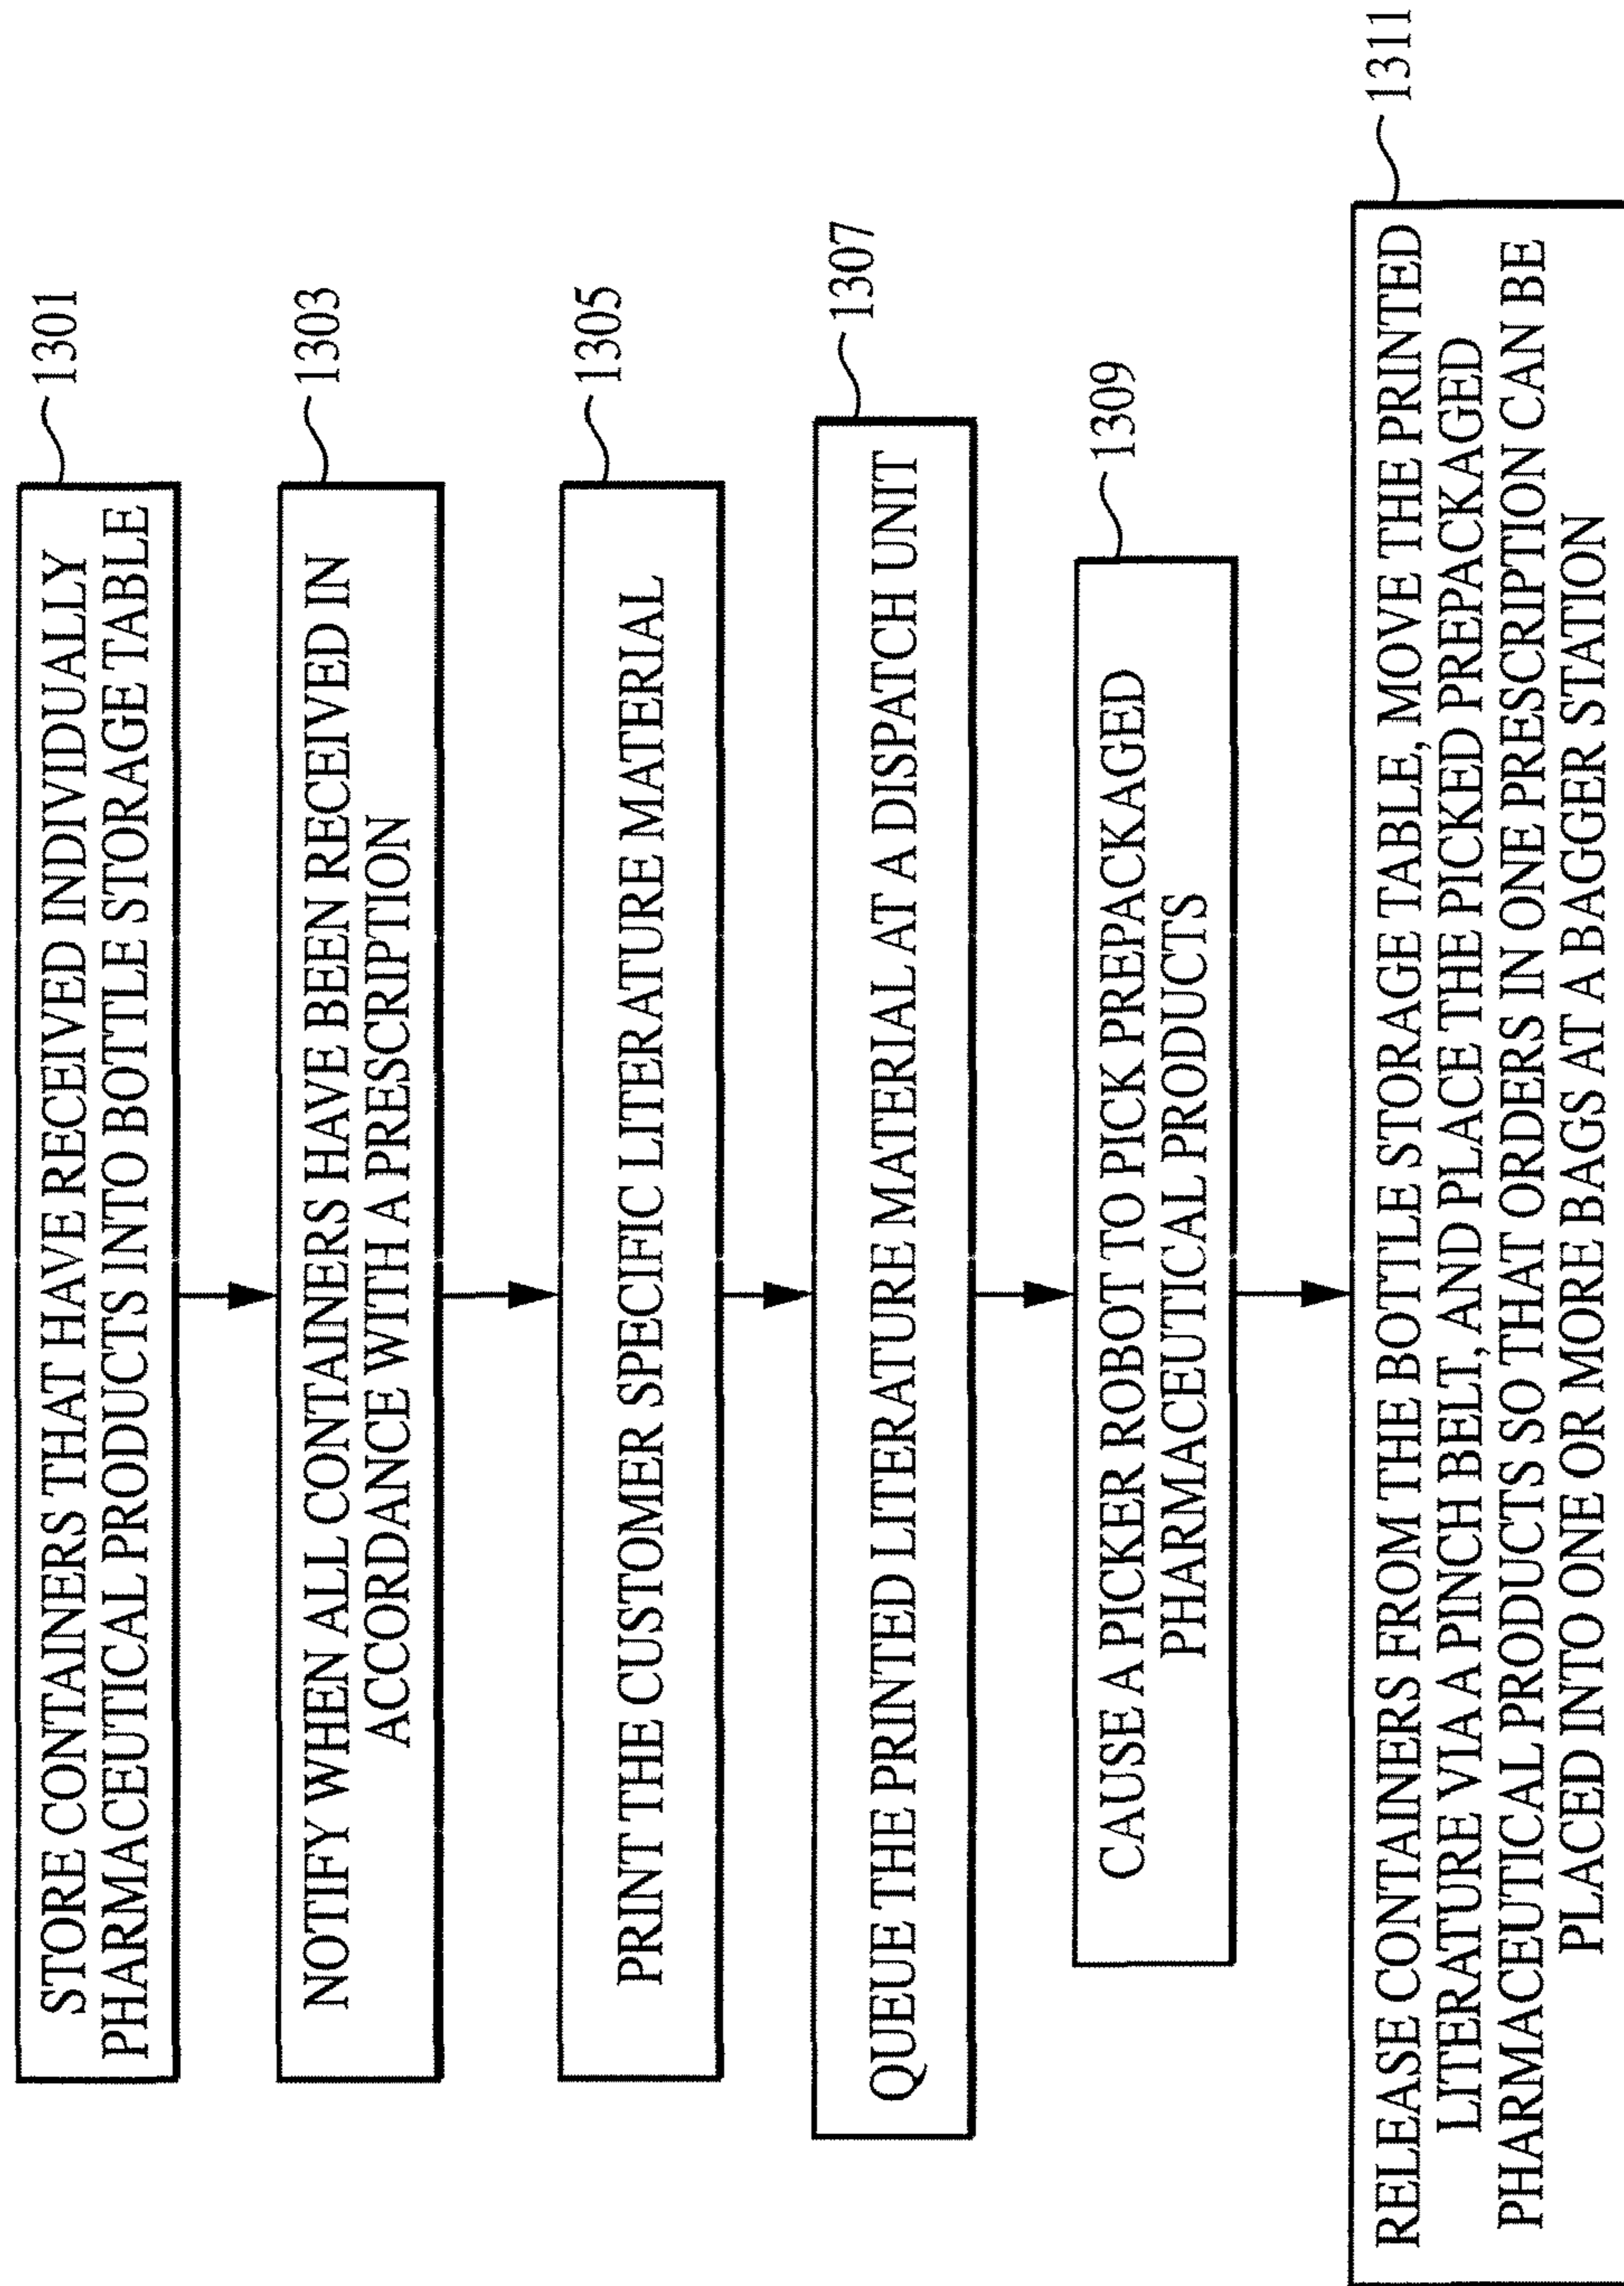 STORE CONTAINERS THAT HAVE RECEIVED INDIVIDUALLY
PHARMACEUTICAL PRODUCTS INTO BOTTLE STORAGE TABLE
1301
NOTIFY WHEN ALL CONTAINERS HAVE BEEN RECEIVED IN
ACCORDANCE WITH A PRESCRIPTION
1303
PRINT THE CUSTOMER SPECIFIC LITERATURE MATERIAL
1305
QUEUE THE PRINTED LITERATURE MATERIAL AT A DISPATCH UNIT
1307
CAUSE A PICKER ROBOT TO PICK PREPACKAGED
PHARMACEUTICAL PRODUCTS
1309
RELEASE CONTAINERS FROM THE BOTTLE STORAGE TABLE, MOVE THE PRINTED
LITERATURE VIA A PINCH BELT, AND PLACE THE PICKED PREPACKAGED
PHARMACEUTICAL PRODUCTS SO THAT ORDERS IN ONE PRESCRIPTION CAN BE
PLACED INTO ONE OR MORE BAGS AT A BAGGER STATION
1311